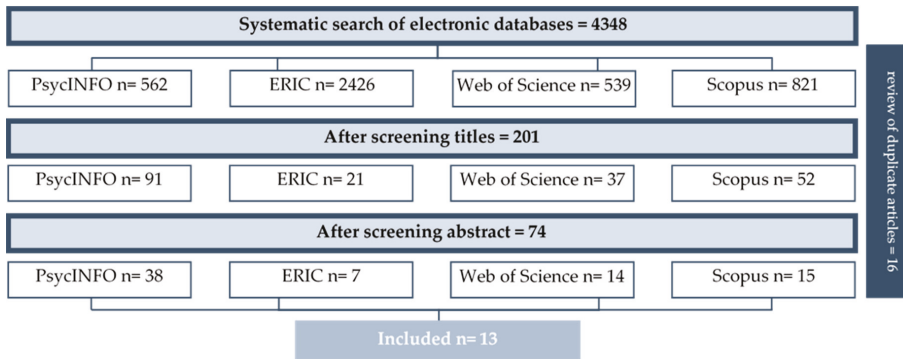 Systematic search of electronic databases = 4348
PsycINFO n= 562
ERIC n= 2426
Web of Science n= 539
Scopus n= 821
After screening titles = 201
PsycINFO n= 91
ERIC n= 21
Web of Science n= 37
Scopus n= 52
After screening abstract = 74
PsycINFO n= 38
ERIC n= 7
Web of Science n= 14
Scopus n= 15
Included n= 13
review of duplicate articles = 16